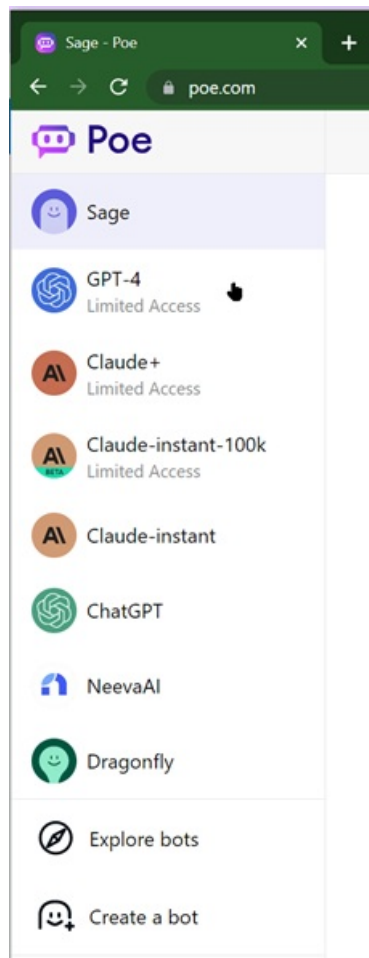 Sage - Poe
poe.com
Poe
Sage
GPT-4
Limited Access
Claude+
Limited Access
Claude-instant-100k
Limited Access
BETA
Claude-instant
ChatGPT
NeevaAI
Dragonfly
Explore bots
Create a bot